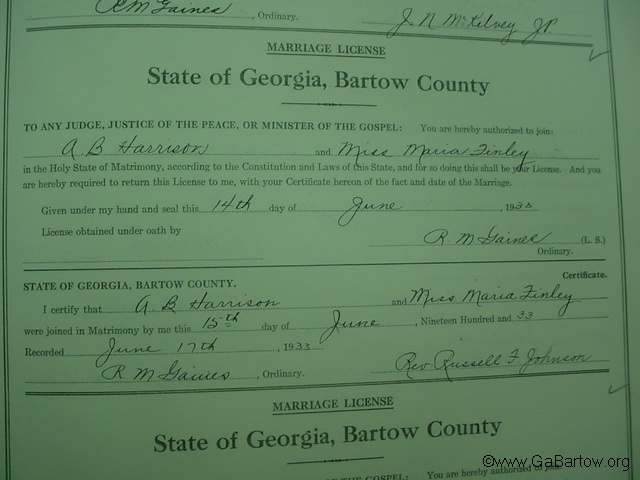 R M Gaines, Ordinary. J. N McKelvey J.P.
MARRIAGE LICENSE
State of Georgia, Bartow County
TO ANY JUDGE, JUSTICE OF THE PEACE, OR MINISTER OF THE GOSPEL: You are hereby authorized to join:
A B Harrison and Miss Maria Finley
in the Holy State of Matrimony, according to the Constitution and Laws of this State, and for so doing this shall be your License. And you
are hereby required to return this License to me, with your Certificate hereon of the fact and date of the Marriage.
Given under my hand and seal this 14th day of June, 1933
License obtained under oath by
R. M Gaines (L. S.)
Ordinary.
Certificate.
STATE OF GEORGIA, BARTOW COUNTY.
I certify that A B Harrison and Miss Maria Finley
were joined in Matrimony by me this 15th day of June, Nineteen Hundred and 33
Recorded June 17th, 1933
R M Gaines, Ordinary. Rev. Russell F. Johnson
MARRIAGE LICENSE
State of Georgia, Bartow County
GOSPEL: You are hereby authorized to join
©www.GaBartow.org